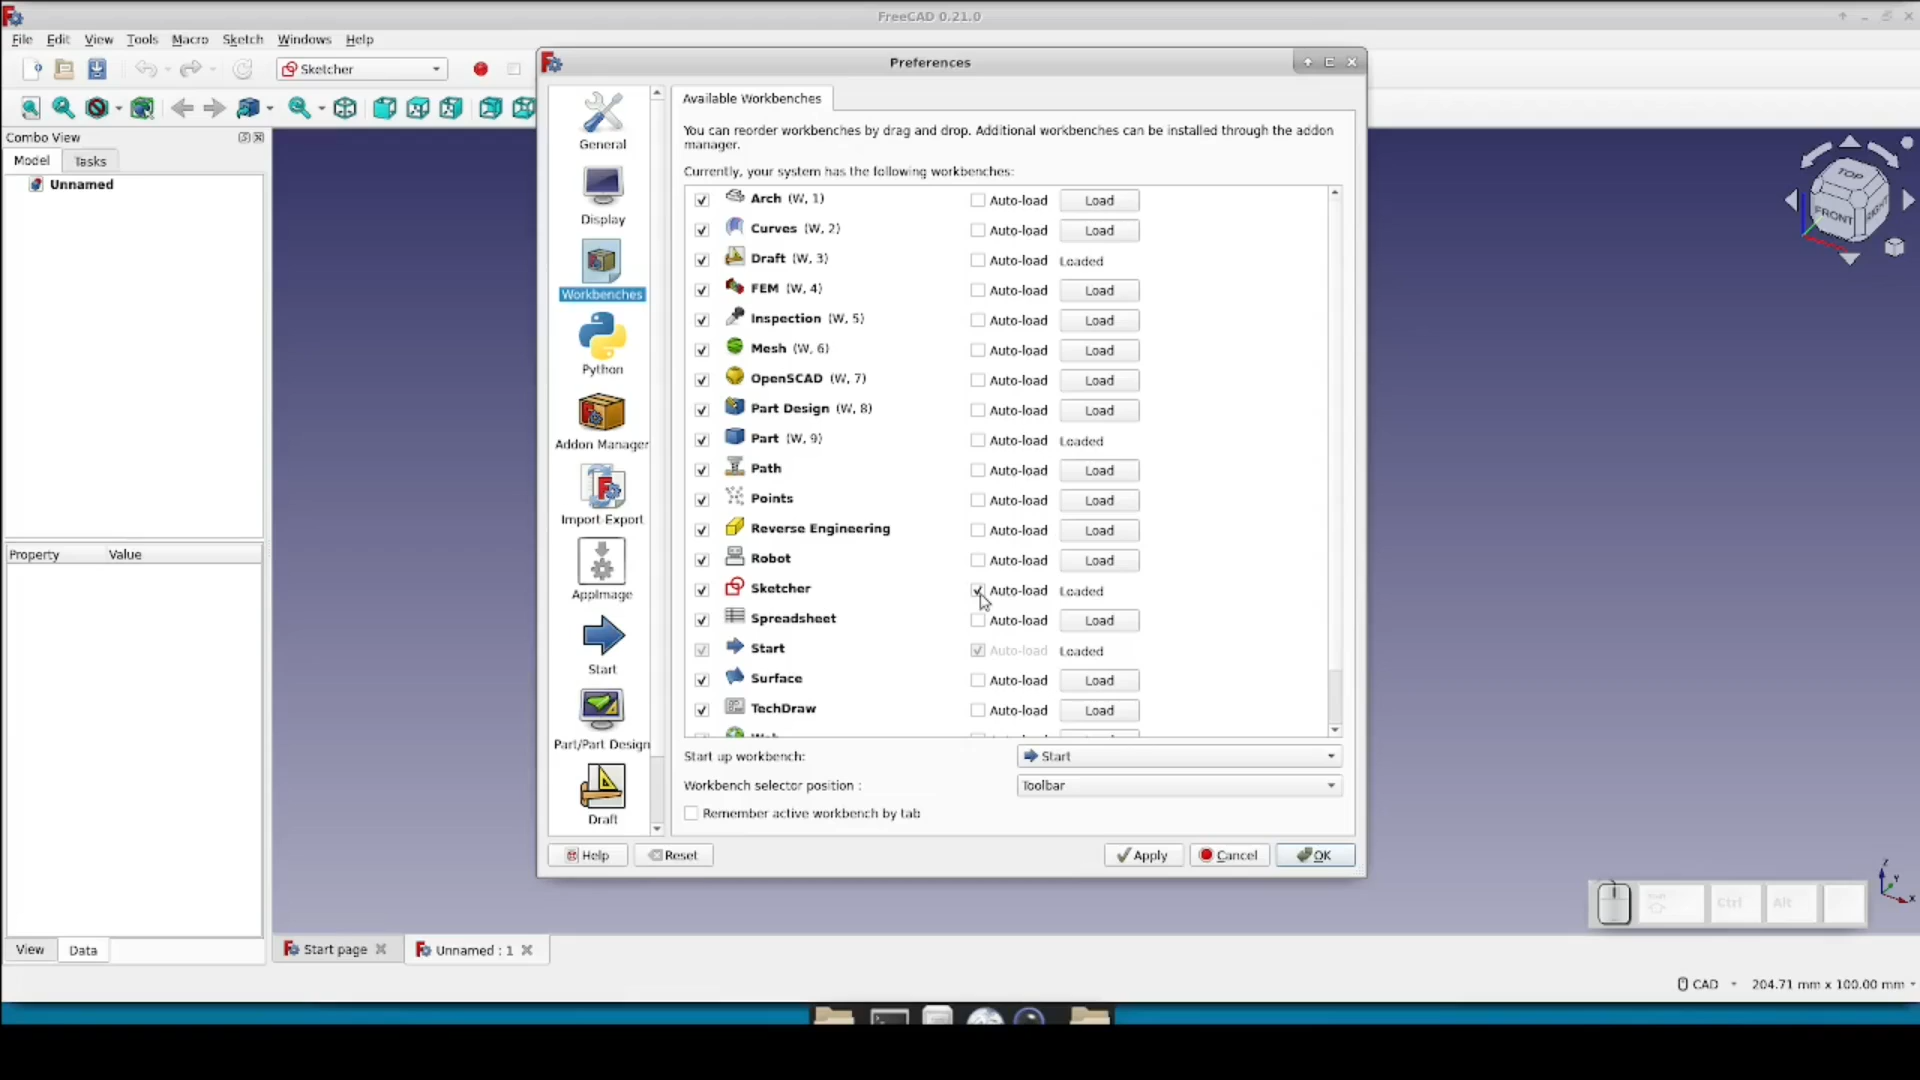 FreeCAD 0.21.0
File Edit View Tools Macro Sketch Windows Help
Sketcher
Combo View
Model Tasks
Unnamed
Property Value
View Data
Preferences
General
Display
Workbenches
Python
Addon Manager
Import-Export
AppImage
Start
Part/Part Design
Draft
Available Workbenches
You can reorder workbenches by drag and drop. Additional workbenches can be installed through the addon
manager.
Currently, your system has the following workbenches:
Arch (W, 1) Auto-load Load
Curves (W, 2) Auto-load Load
Draft (W, 3) Auto-load Loaded
FEM (W, 4) Auto-load Load
Inspection (W, 5) Auto-load Load
Mesh (W, 6) Auto-load Load
OpenSCAD (W, 7) Auto-load Load
Part Design (W, 8) Auto-load Load
Part (W, 9) Auto-load Loaded
Path Auto-load Load
Points Auto-load Load
Reverse Engineering Auto-load Load
Robot Auto-load Load
Sketcher Auto-load Loaded
Spreadsheet Auto-load Load
Start Auto-load Loaded
Surface Auto-load Load
TechDraw Auto-load Load
Start up workbench: Start
Workbench selector position : Toolbar
Remember active workbench by tab
Help Reset Apply Cancel OK
TOP
FRONT RIGHT
Ctrl Alt
Z
Y
X
Start page Unnamed : 1
CAD 204.71 mm x 100.00 mm